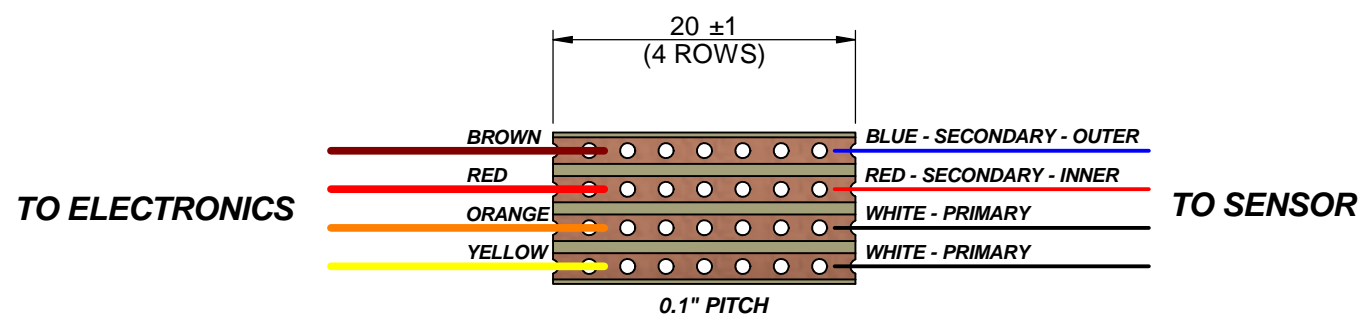 20 ±1
(4 ROWS)
BROWN
BLUE - SECONDARY - OUTER
RED
RED - SECONDARY - INNER
TO ELECTRONICS
TO SENSOR
ORANGE
WHITE - PRIMARY
YELLOW
WHITE - PRIMARY
0.1" PITCH